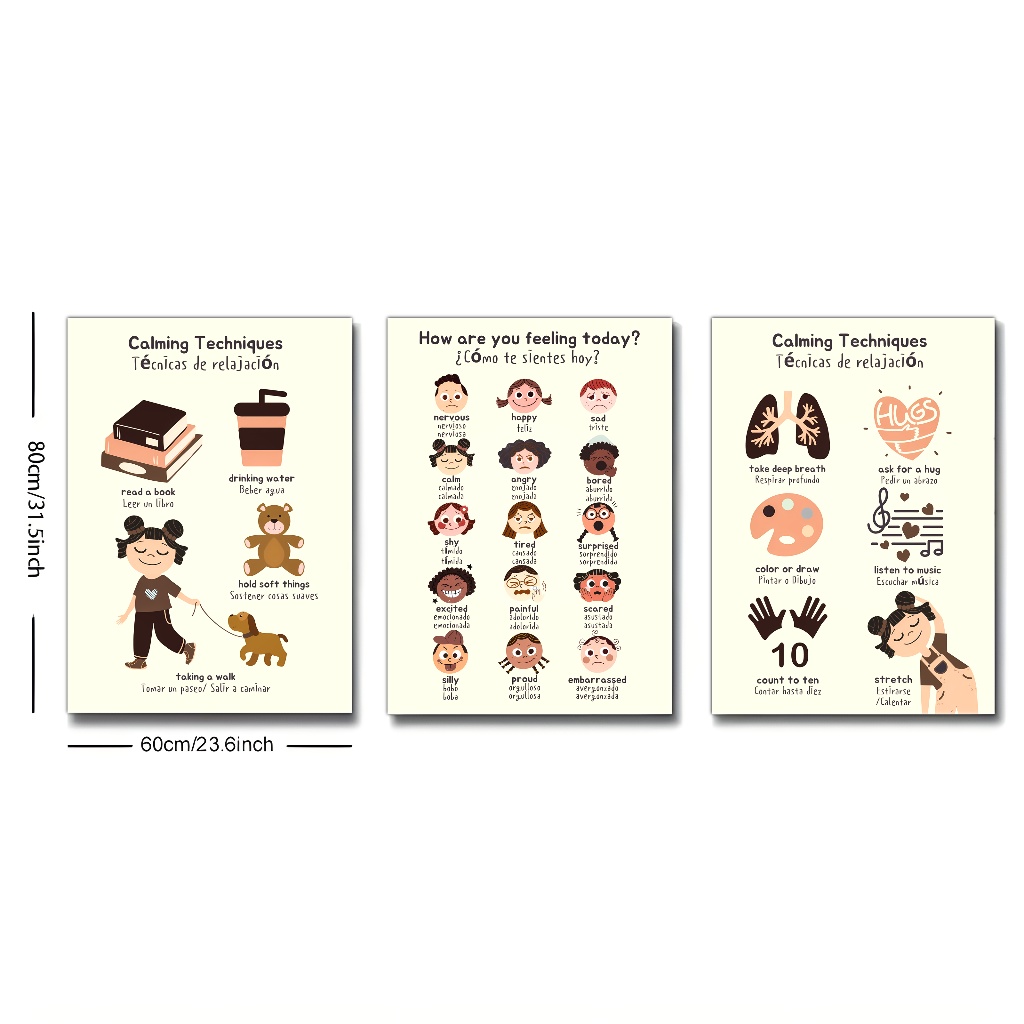 80cm/31.5inch
60cm/23.6inch
Calming Techniques
Técnicas de relajación
read a book
Leer un libro
drinking water
Beber agua
hold soft things
Sostener cosas suaves
taking a walk
Tomar un paseo/ Salir a caminar
How are you feeling today?
¿Cómo te sientes hoy?
nervous
nervioso
nerviosa
happy
feliz
sad
triste
calm
calmado
calmada
angry
enojado
enojada
bored
aburrido
aburrida
shy
tímido
tímida
tired
cansado
cansada
surprised
sorprendido
sorprendida
excited
emocionado
emocionada
painful
adolorido
adolorida
scared
asustado
asustada
silly
bobo
boba
proud
orgulloso
orgullosa
embarrassed
avergonzado
avergonzada
Calming Techniques
Técnicas de relajación
take deep breath
Respirar profundo
HUGS
ask for a hug
Pedir un abrazo
color or draw
Pintar o Dibujo
listen to music
Escuchar música
10
count to ten
Contar hasta diez
stretch
Estirarse
/Calentar